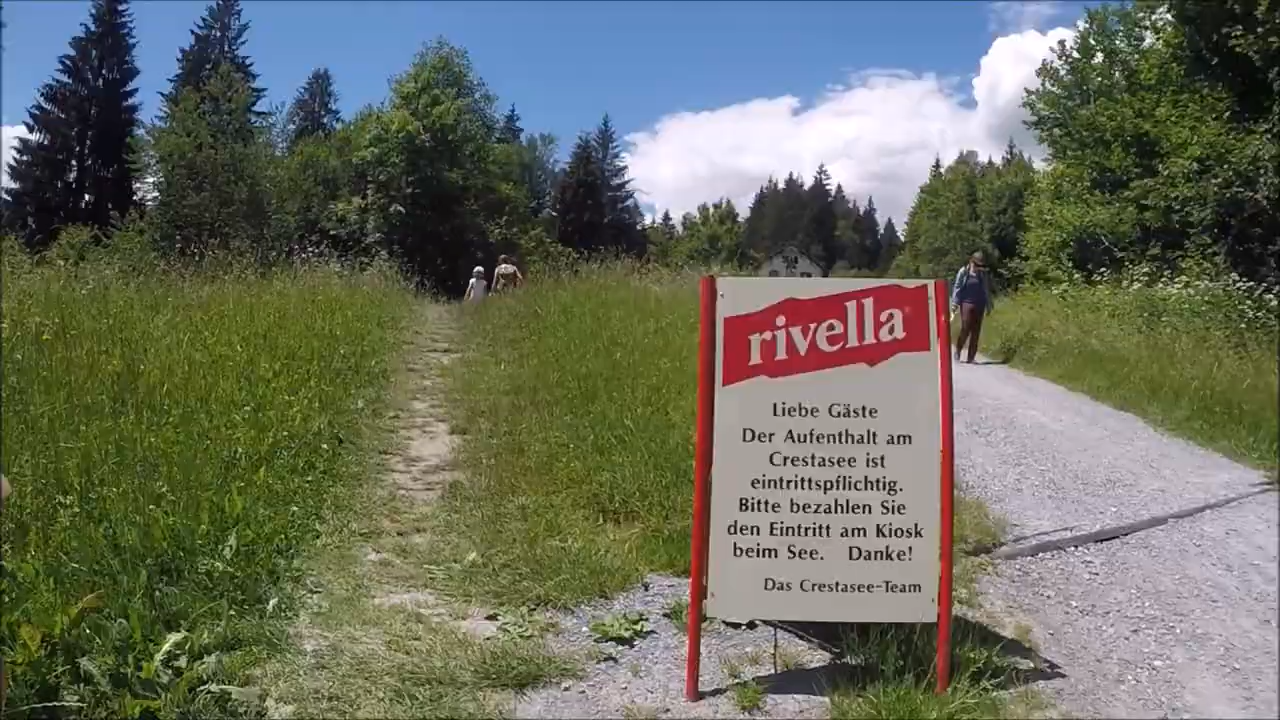 rivella
Liebe Gäste
Der Aufenthalt am
Crestasee ist
eintrittspflichtig.
Bitte bezahlen Sie
den Eintritt am Kiosk
beim See. Danke!
Das Crestasee-Team